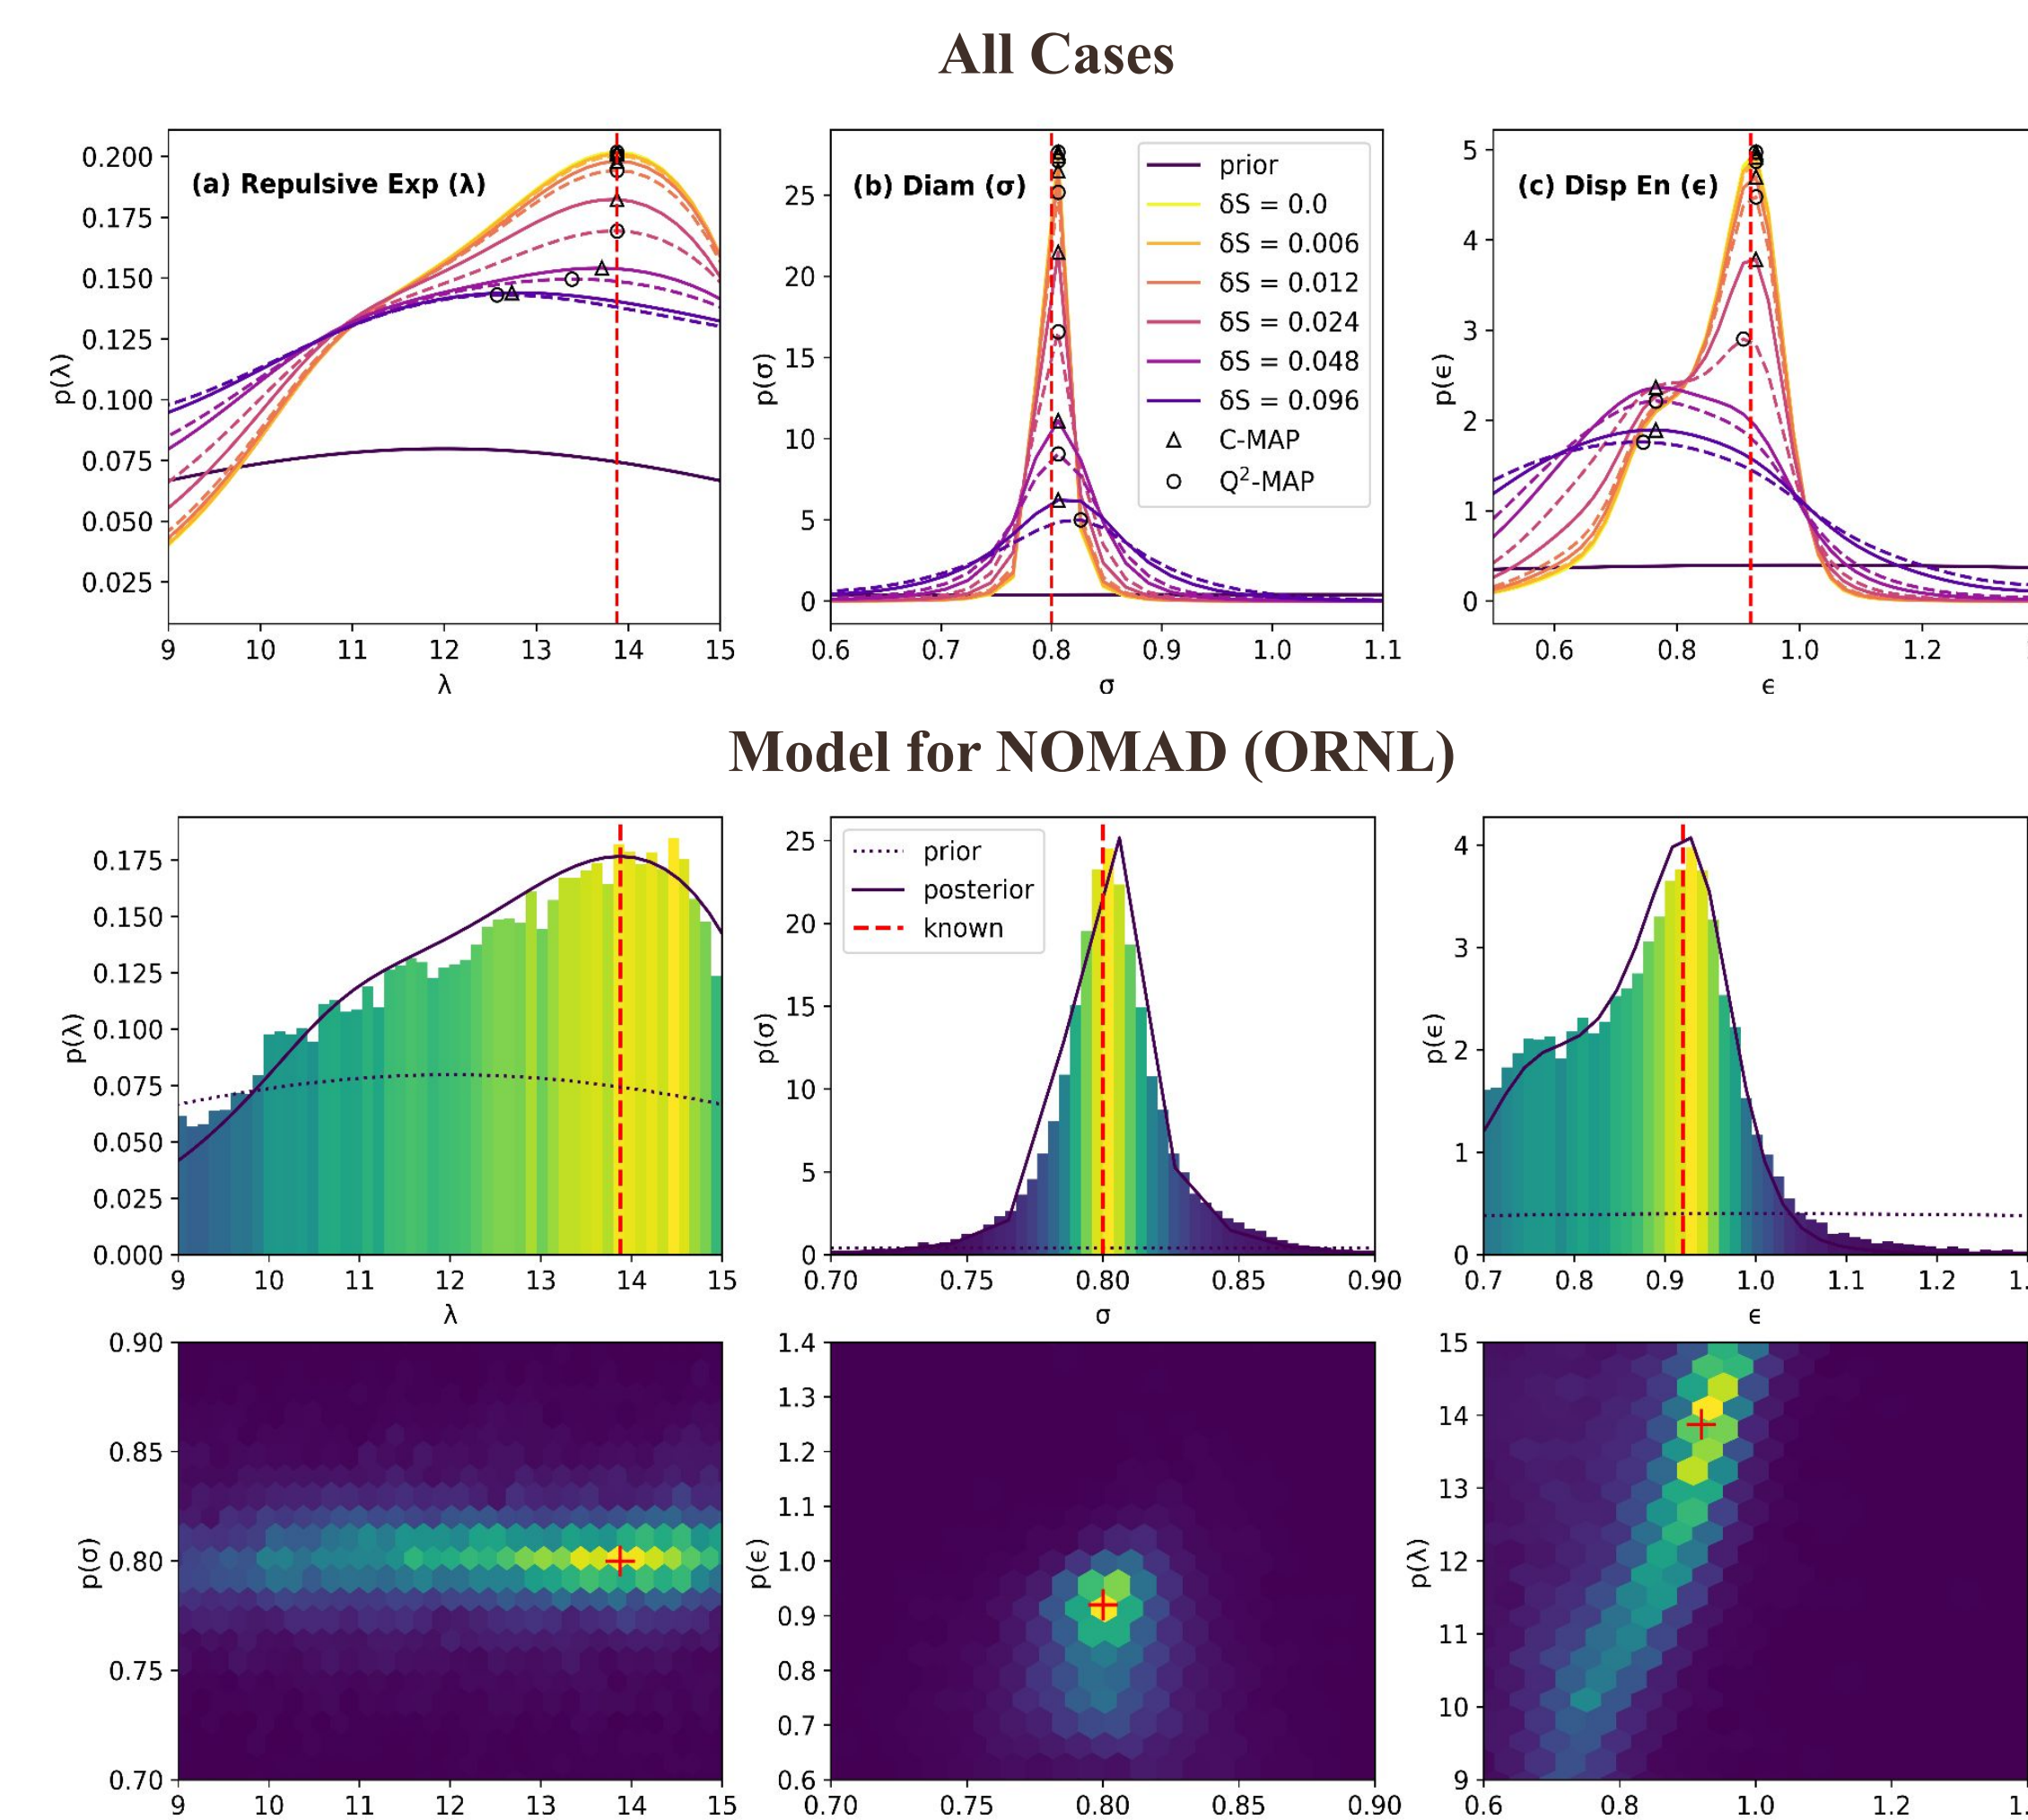 All Cases
(a) Repulsive Exp (λ)
0.200
0.175
0.150
0.125
0.100
0.075
0.050
0.025
p(λ)
9 10 11 12 13 14 15
λ
(b) Diam (σ)
25
20
15
10
5
0
p(σ)
0.6 0.7 0.8 0.9 1.0 1.1
σ
prior
δS = 0.0
δS = 0.006
δS = 0.012
δS = 0.024
δS = 0.048
δS = 0.096
C-MAP
Q²-MAP
(c) Disp En (ϵ)
5
4
3
2
1
0
p(ϵ)
0.6 0.8 1.0 1.2
ϵ
Model for NOMAD (ORNL)
0.175
0.150
0.125
0.100
0.075
0.050
0.025
0.000
p(λ)
9 10 11 12 13 14 15
λ
prior
posterior
known
25
20
15
10
5
0
p(σ)
0.70 0.75 0.80 0.85 0.90
σ
4
3
2
1
0
p(ϵ)
0.7 0.8 0.9 1.0 1.1 1.2
ϵ
0.90
0.85
0.80
0.75
0.70
p(σ)
9 10 11 12 13 14 15
1.4
1.3
1.2
1.1
1.0
0.9
0.8
0.7
0.6
p(ϵ)
0.70 0.75 0.80 0.85 0.90
15
14
13
12
11
10
9
p(λ)
0.6 0.8 1.0 1.2